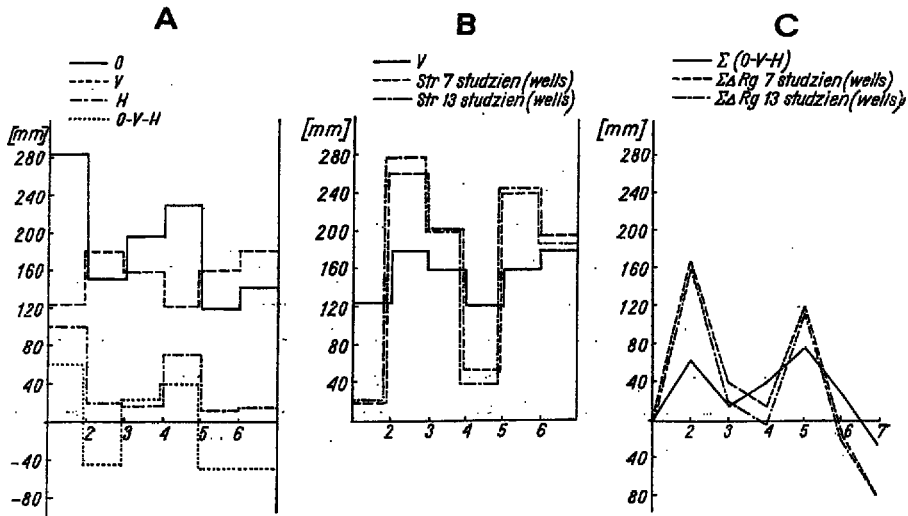 A
O
V
H
O-V-H
[mm]
280
240
200
160
120
80
40
2 3 4 5 6
-40
-80
B
V
Str 7 studzien (wells)
Str 13 studzien (wells)
[mm]
280
240
200
160
120
80
40
2 3 4 5 6
C
Σ (O-V-H)
ΣΔ Rg 7 studzien (wells)
ΣΔ Rg 13 studzien (wells)
[mm]
280
240
200
160
120
80
40
2 3 4 5 6 7
40
80